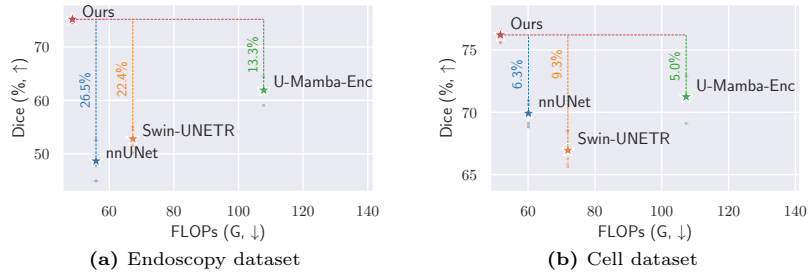 Ours
70
60
50
Dice (%, ↑)
26.5%
22.4%
13.3%
U-Mamba-Enc
Swin-UNETR
nnUNet
60
80
100
120
140
FLOPs (G, ↓)
(a) Endoscopy dataset
Ours
75
70
65
Dice (%, ↑)
6.3%
9.3%
5.0%
U-Mamba-Enc
nnUNet
Swin-UNETR
60
80
100
120
140
FLOPs (G, ↓)
(b) Cell dataset